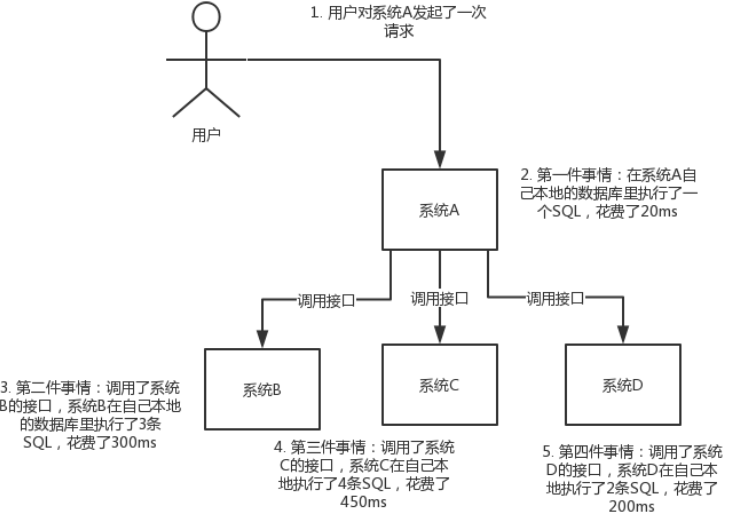 1. 用户对系统A发起了一次
请求
用户
2. 第一件事情：在系统A自
己本地的数据库里执行了一
个SQL，花费了20ms
系统A
调用接口
调用接口
调用接口
系统B
系统C
系统D
3. 第二件事情：调用了系统
B的接口，系统B在自己本地
的数据库里执行了3条
SQL，花费了300ms
4. 第三件事情：调用了系统
C的接口，系统C在自己本
地执行了4条SQL，花费了
450ms
5. 第四件事情：调用了系统
D的接口，系统D在自己本
地执行了2条SQL，花费了
200ms